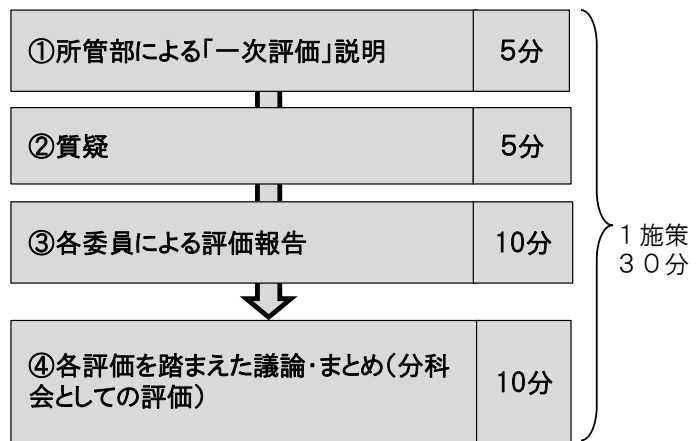 ①所管部による「一次評価」説明
5分
②質疑
5分
③各委員による評価報告
10分
④各評価を踏まえた議論・まとめ(分科
会としての評価)
10分
1施策
30分